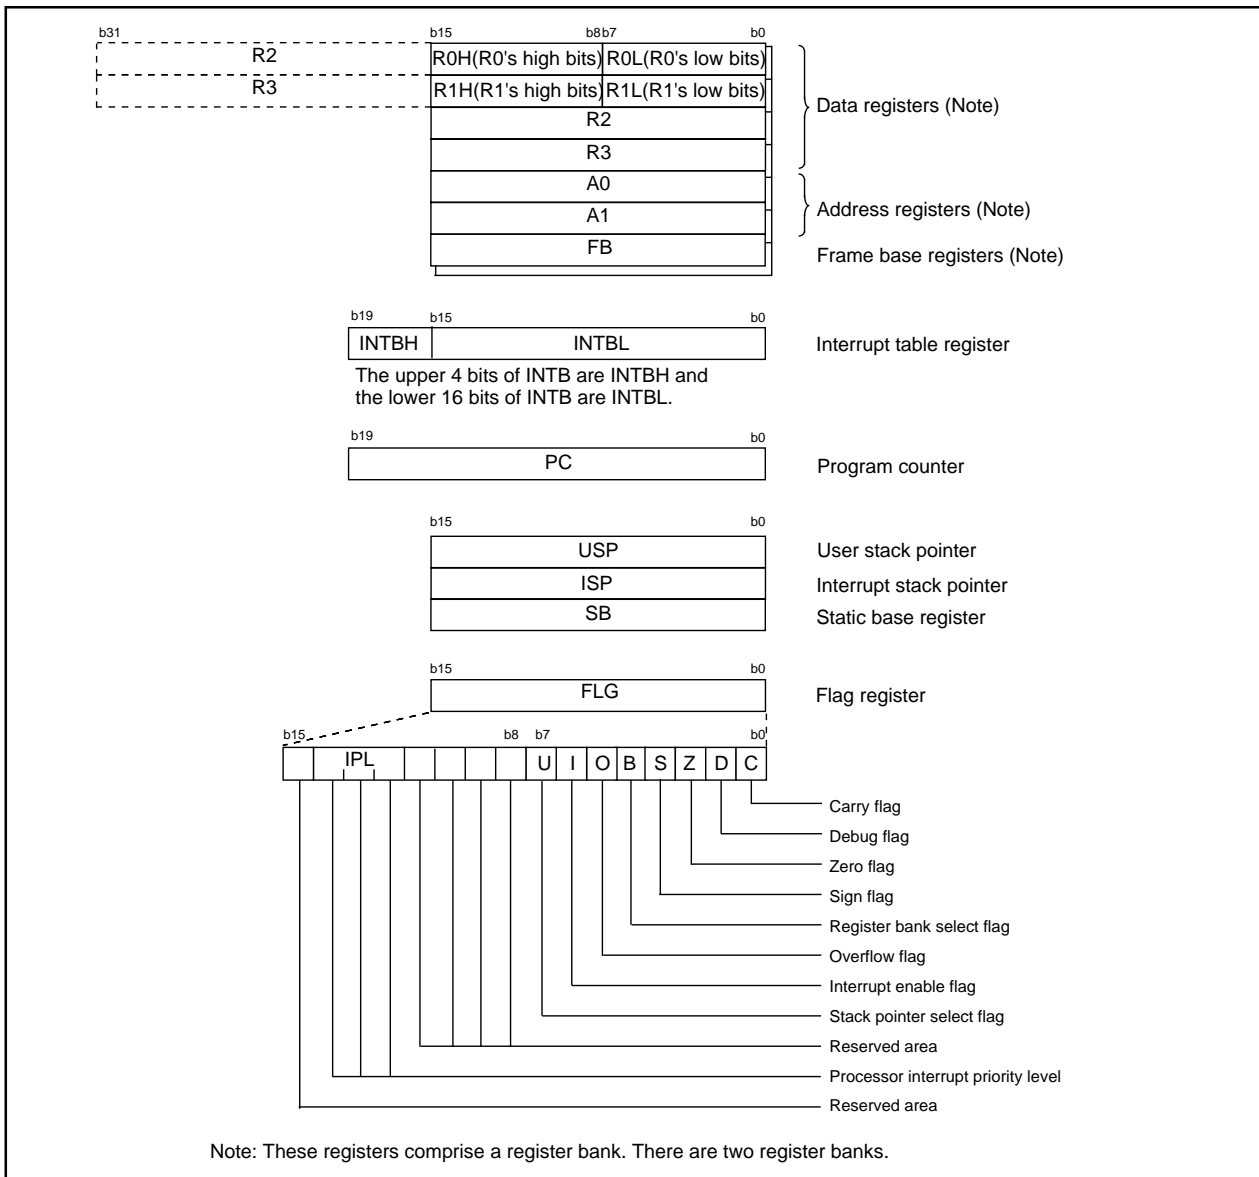 b31 b15 b8b7 b0
R2 R0H(R0's high bits) R0L(R0's low bits)
R3 R1H(R1's high bits) R1L(R1's low bits)
Data registers (Note)
R2
R3
A0
A1
Address registers (Note)
FB
Frame base registers (Note)
b19 b15 b0
INTBH INTBL Interrupt table register
The upper 4 bits of INTB are INTBH and
the lower 16 bits of INTB are INTBL.
b19 b0
PC Program counter
b15 b0
USP User stack pointer
ISP Interrupt stack pointer
SB Static base register
b15 b0
FLG Flag register
b15 b8 b7 b0
IPL U I O B S Z D C
Carry flag
Debug flag
Zero flag
Sign flag
Register bank select flag
Overflow flag
Interrupt enable flag
Stack pointer select flag
Reserved area
Processor interrupt priority level
Reserved area
Note: These registers comprise a register bank. There are two register banks.